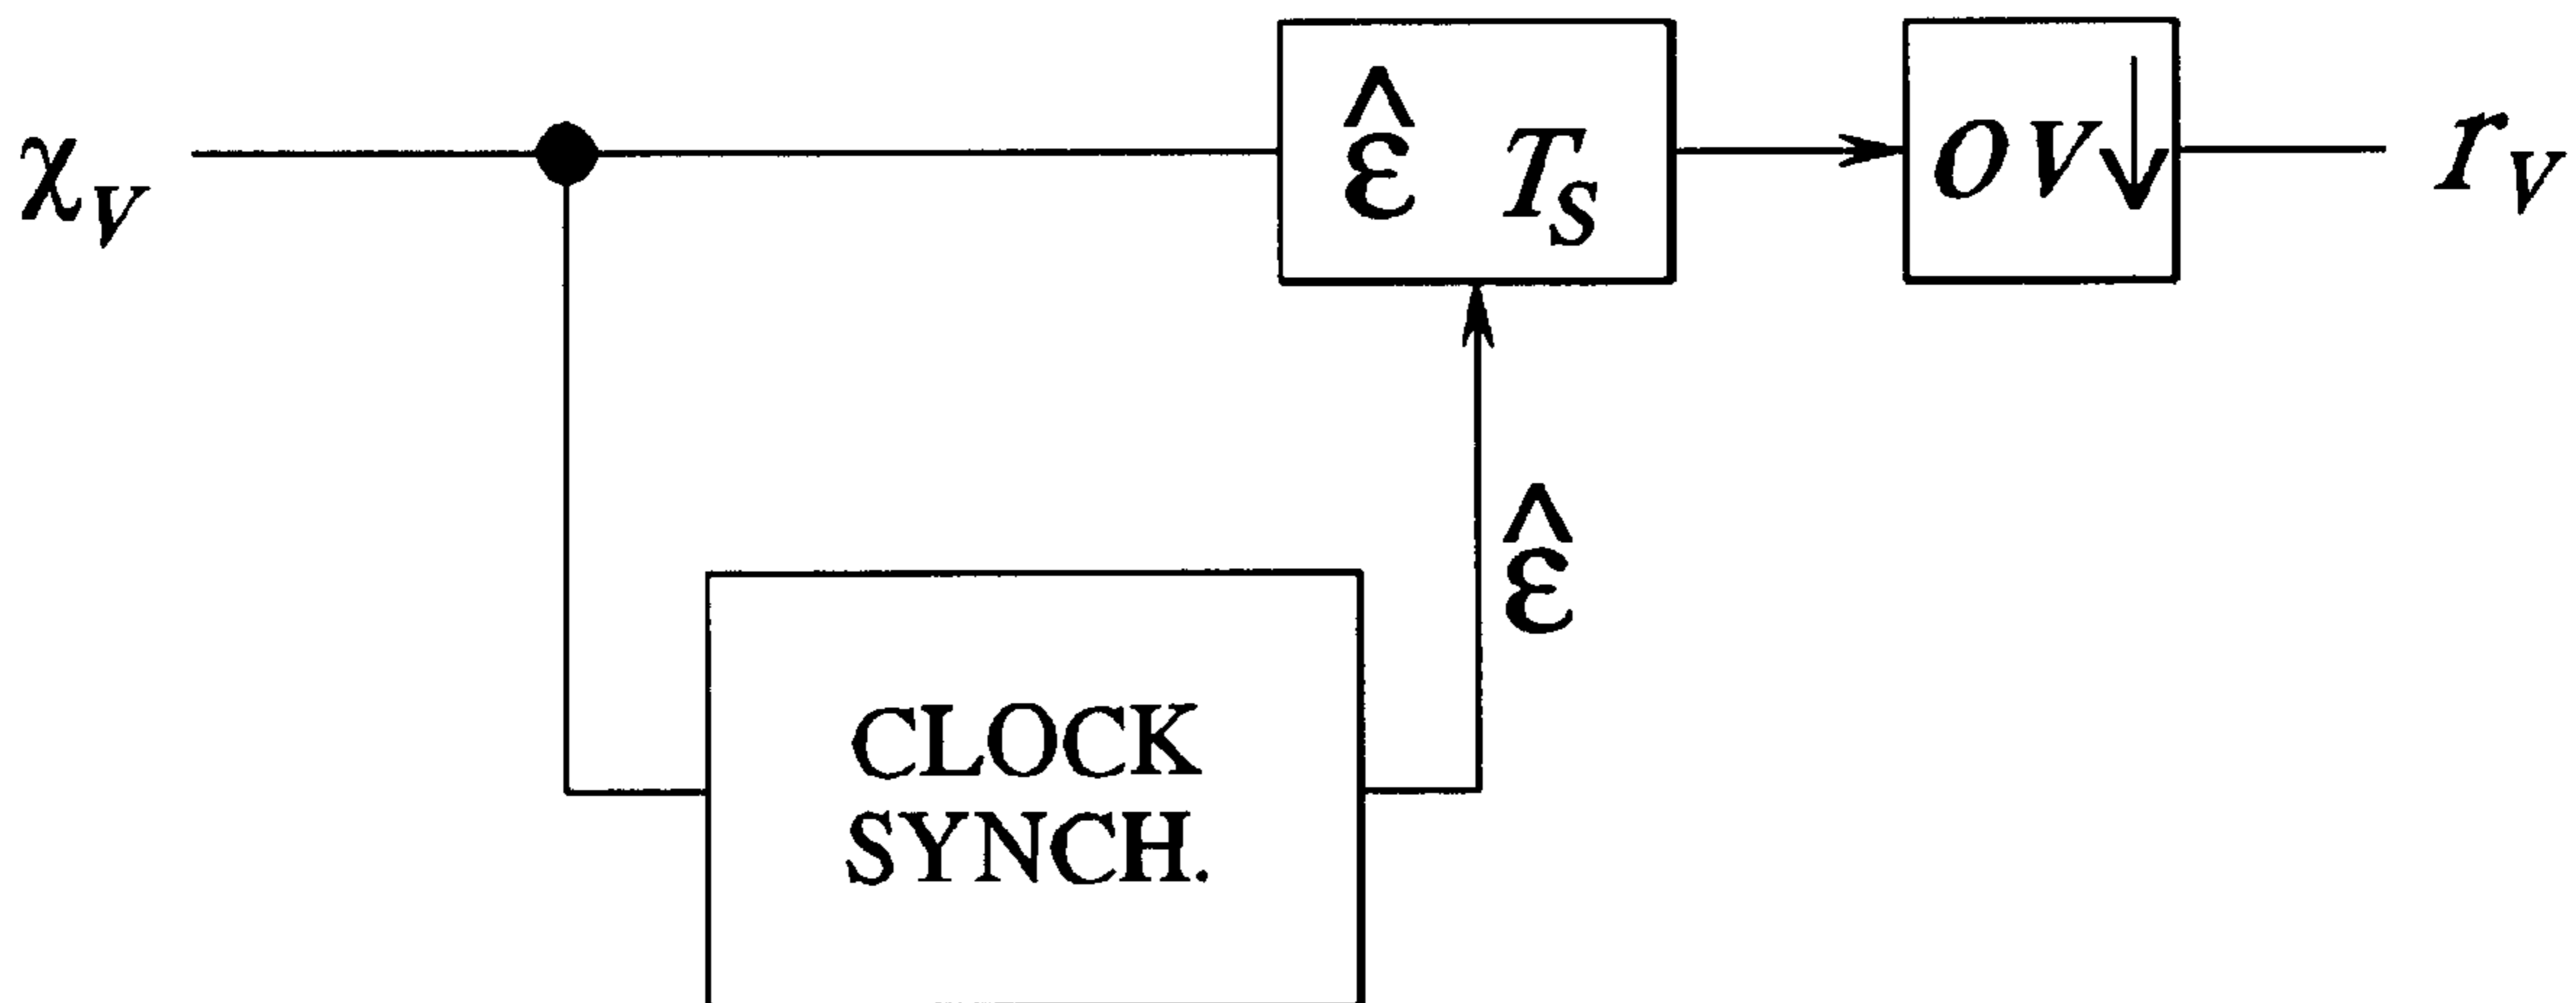 χ_v
ε̂ T_S
ov↓
r_v
ε̂
CLOCK
SYNCH.